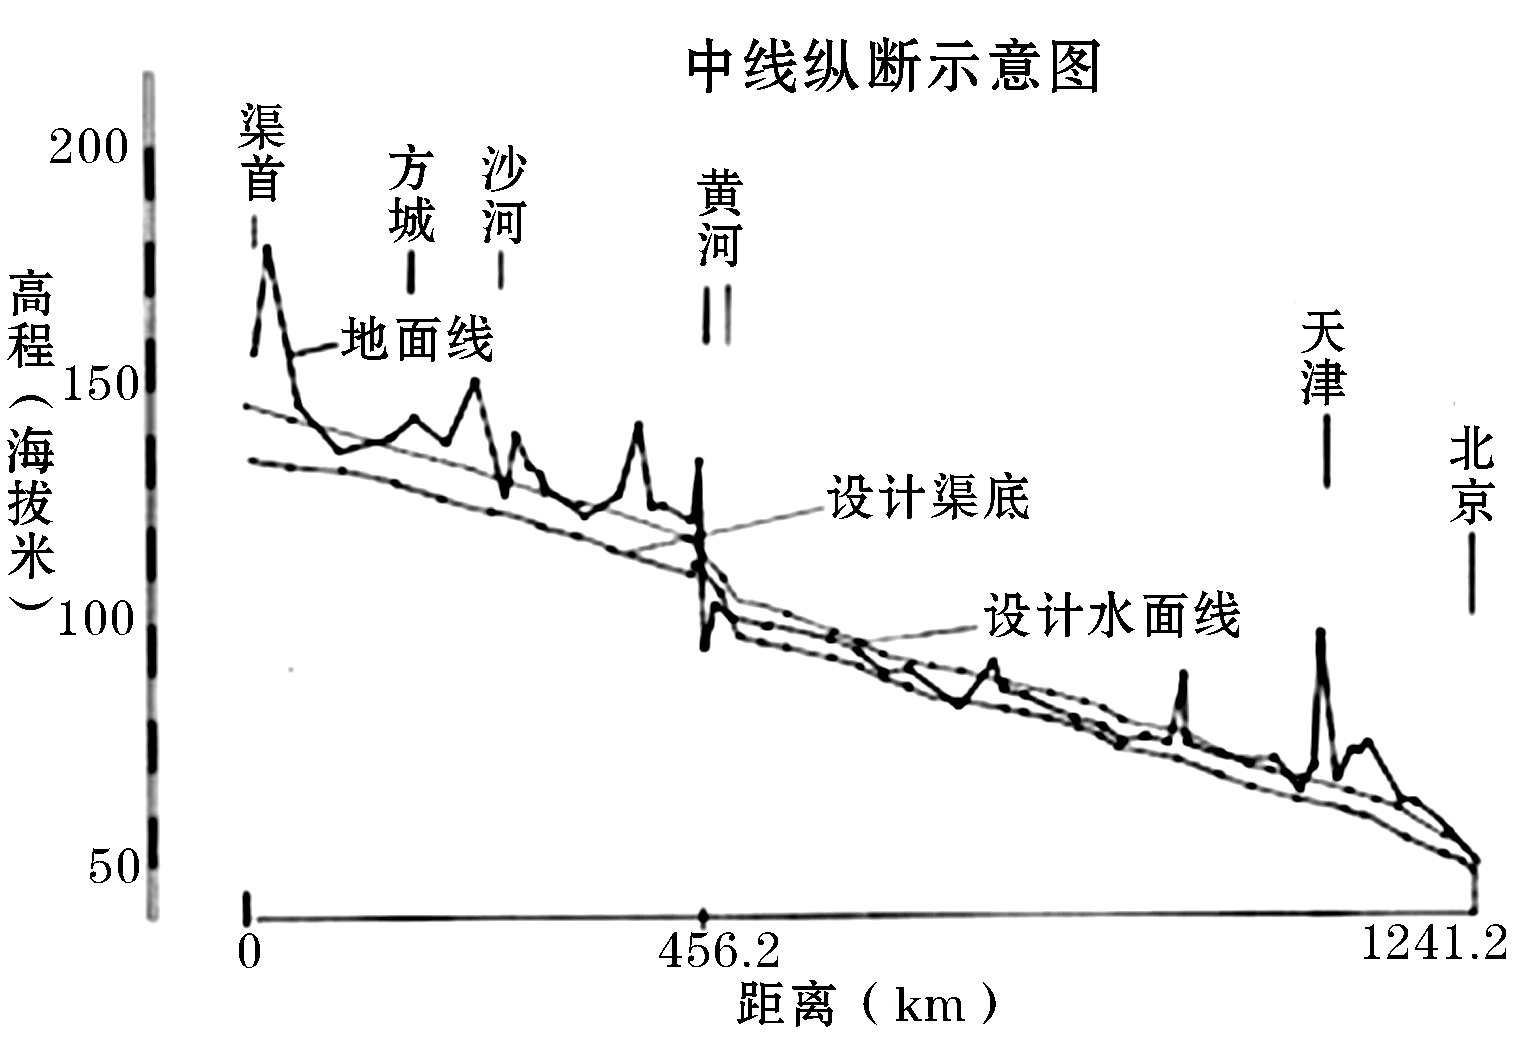 中线纵断示意图
高程（海拔米）
200
150
100
50
渠首
方城
沙河
黄河
天津
北京
地面线
设计渠底
设计水面线
0
456.2
1241.2
距离（km）